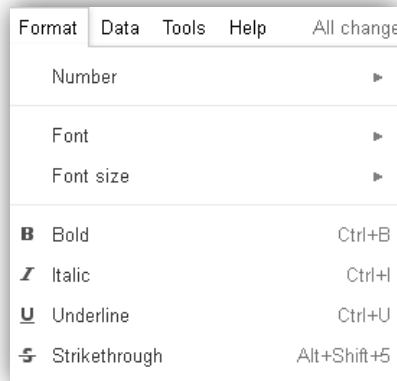 Format Data Tools Help All change
Number
Font
Font size
B Bold Ctrl+B
I Italic Ctrl+I
U Underline Ctrl+U
S Strikethrough Alt+Shift+5